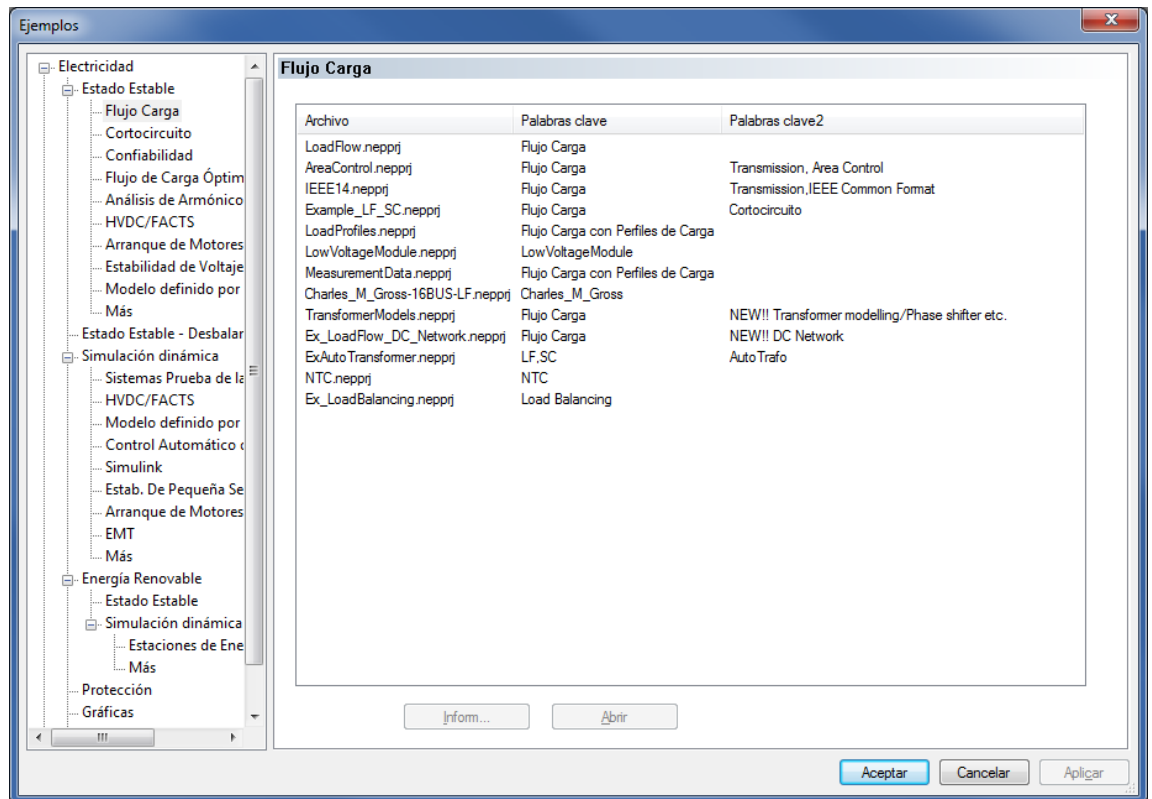 Ejemplos
Electricidad
Estado Estable
Flujo Carga
Cortocircuito
Confiabilidad
Flujo de Carga Óptim
Análisis de Armónico
HVDC/FACTS
Arranque de Motores
Estabilidad de Voltaje
Modelo definido por
Más
Estado Estable - Desbalar
Simulación dinámica
Sistemas Prueba de la
HVDC/FACTS
Modelo definido por
Control Automático
Simulink
Estab. De Pequeña Se
Arranque de Motores
EMT
Más
Energía Renovable
Estado Estable
Simulación dinámica
Estaciones de Ene
Más
Protección
Gráficas
Flujo Carga
Archivo Palabras clave Palabras clave2
LoadFlow.nepprj Flujo Carga
AreaControl.nepprj Flujo Carga Transmission, Area Control
IEEE14.nepprj Flujo Carga Transmission,IEEE Common Format
Example_LF_SC.nepprj Flujo Carga Cortocircuito
LoadProfiles.nepprj Flujo Carga con Perfiles de Carga
LowVoltageModule.nepprj LowVoltageModule
MeasurementData.nepprj Flujo Carga con Perfiles de Carga
Charles_M_Gross-16BUS-LF.nepprj Charles_M_Gross
TransformerModels.nepprj Flujo Carga NEW!! Transformer modelling/Phase shifter etc.
Ex_LoadFlow_DC_Network.nepprj Flujo Carga NEW!! DC Network
ExAutoTransformer.nepprj LF,SC AutoTrafo
NTC.nepprj NTC
Ex_LoadBalancing.nepprj Load Balancing
Inform... Abrir
Aceptar Cancelar Aplicar